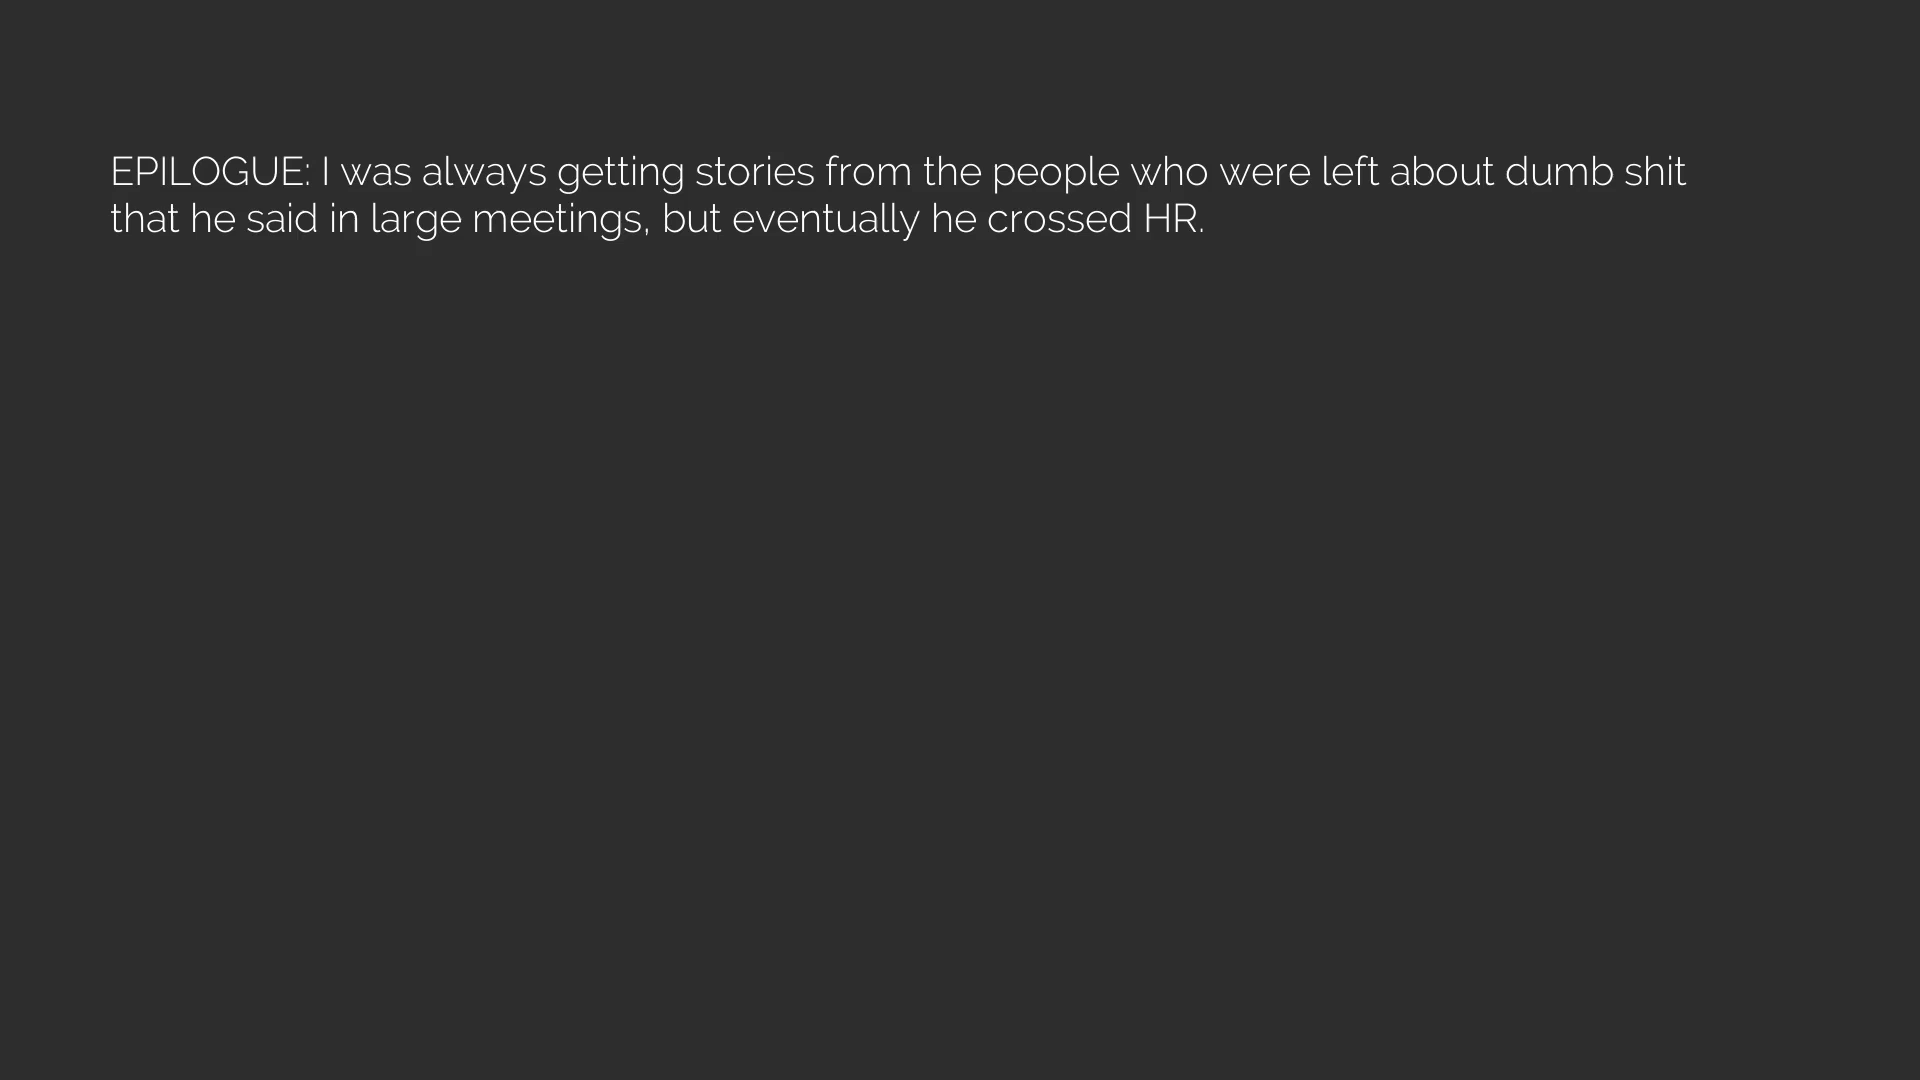 EPILOGUE: I was always getting stories from the people who were left about dumb shit
that he said in large meetings, but eventually he crossed HR.